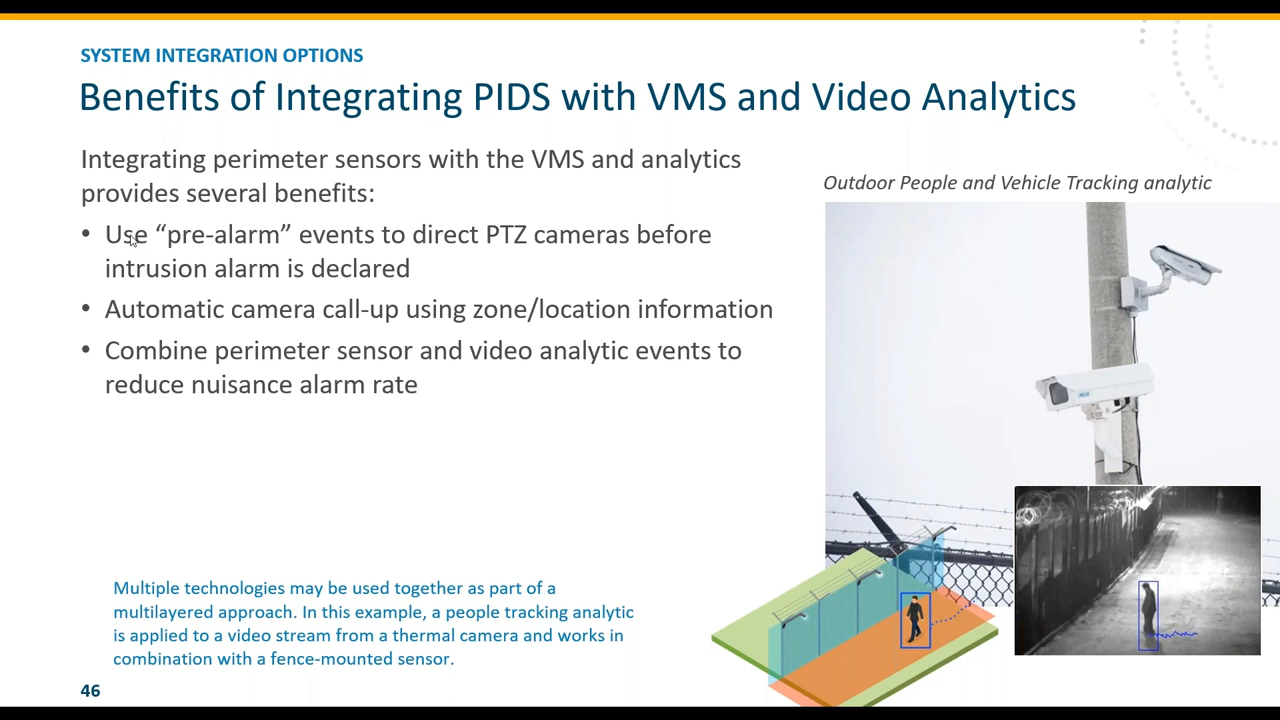 SYSTEM INTEGRATION OPTIONS
Benefits of Integrating PIDS with VMS and Video Analytics
Integrating perimeter sensors with the VMS and analytics
provides several benefits:
• Use “pre-alarm” events to direct PTZ cameras before
intrusion alarm is declared
• Automatic camera call-up using zone/location information
• Combine perimeter sensor and video analytic events to
reduce nuisance alarm rate
Outdoor People and Vehicle Tracking analytic
Multiple technologies may be used together as part of a
multilayered approach. In this example, a people tracking analytic
is applied to a video stream from a thermal camera and works in
combination with a fence-mounted sensor.
46